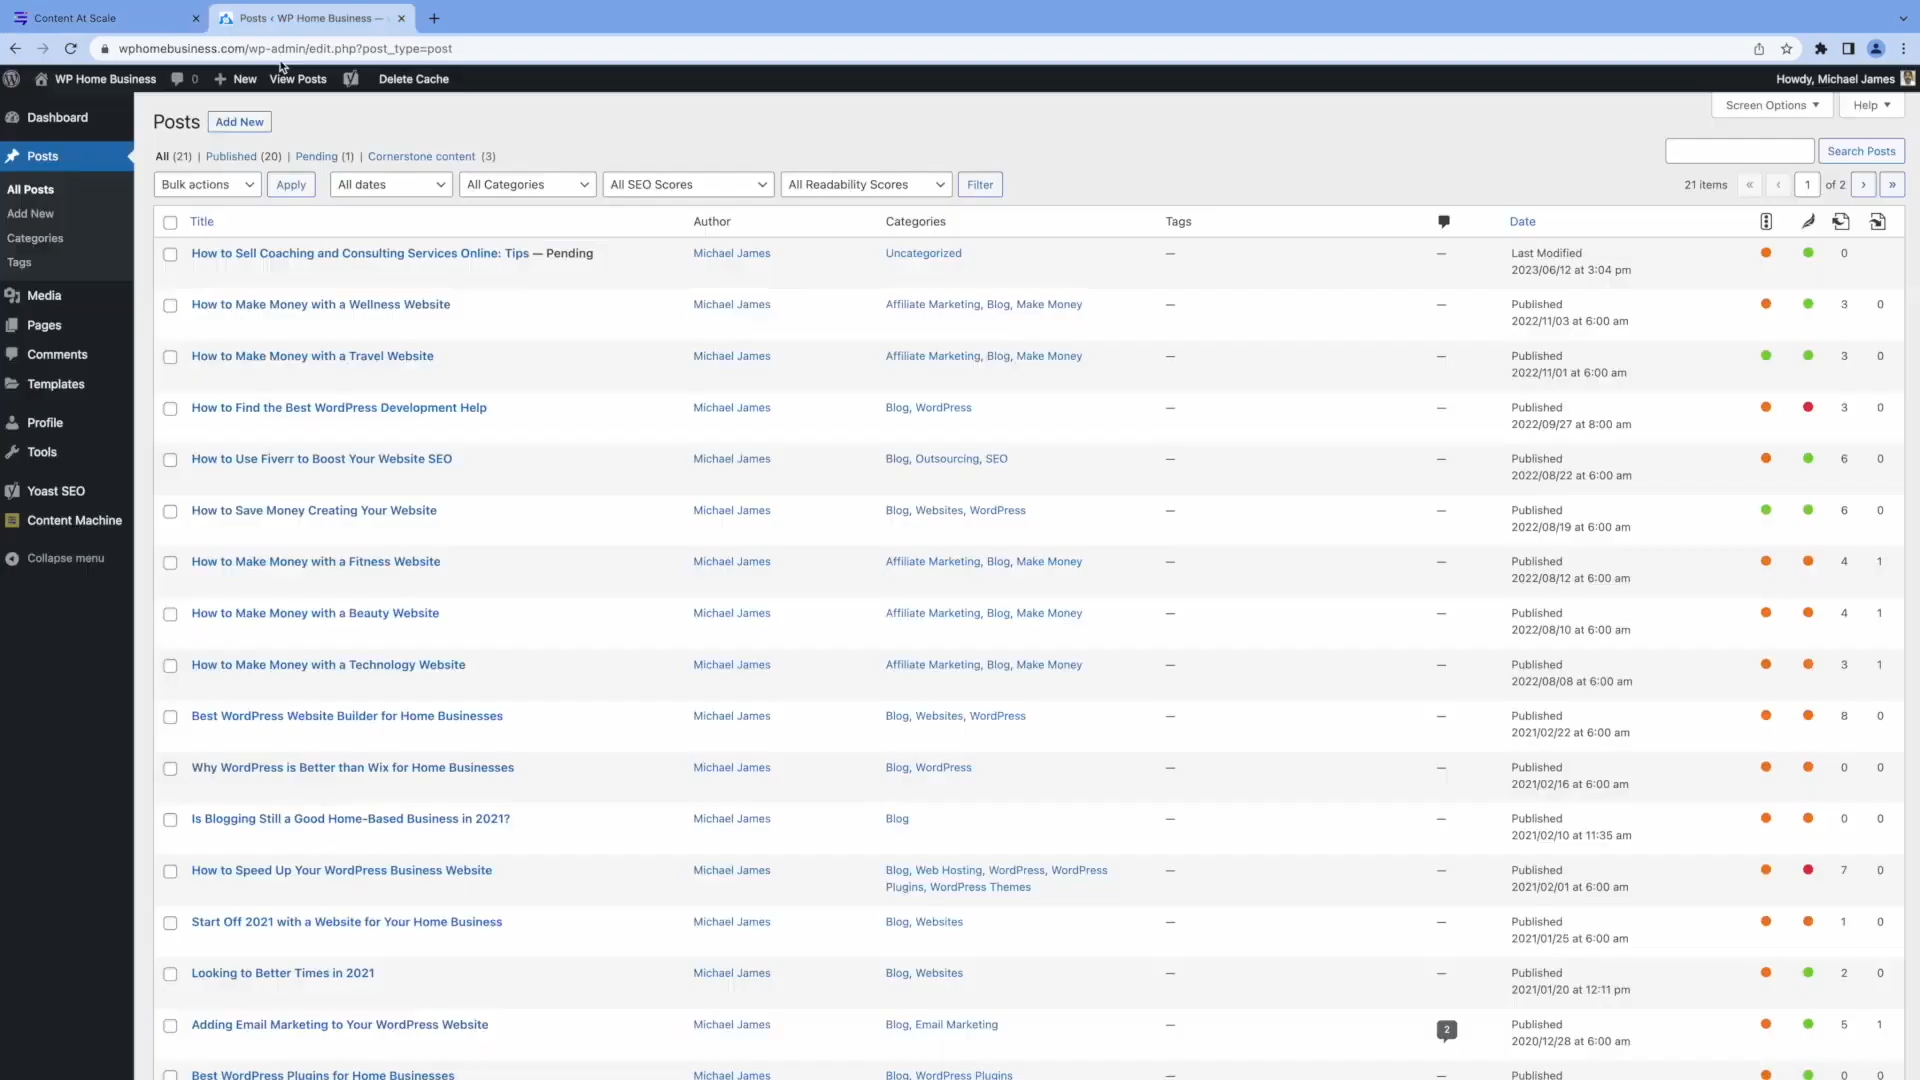 Content At Scale
Posts ‹ WP Home Business —
wphomebusiness.com/wp-admin/edit.php?post_type=post
WP Home Business 0 New View Posts Delete Cache Howdy, Michael James
Dashboard
Posts
All Posts
Add New
Categories
Tags
Media
Pages
Comments
Templates
Profile
Tools
Yoast SEO
Content Machine
Collapse menu
Screen Options Help
Posts Add New
All (21) | Published (20) | Pending (1) | Cornerstone content (3)
Search Posts
Bulk actions Apply All dates All Categories All SEO Scores All Readability Scores Filter 21 items « ‹ 1 of 2 › »
Title Author Categories Tags Date
How to Sell Coaching and Consulting Services Online: Tips — Pending Michael James Uncategorized — — Last Modified 0
2023/06/12 at 3:04 pm
How to Make Money with a Wellness Website Michael James Affiliate Marketing, Blog, Make Money — — Published 3 0
2022/11/03 at 6:00 am
How to Make Money with a Travel Website Michael James Affiliate Marketing, Blog, Make Money — — Published 3 0
2022/11/01 at 6:00 am
How to Find the Best WordPress Development Help Michael James Blog, WordPress — — Published 3 0
2022/09/27 at 8:00 am
How to Use Fiverr to Boost Your Website SEO Michael James Blog, Outsourcing, SEO — — Published 6 0
2022/08/22 at 6:00 am
How to Save Money Creating Your Website Michael James Blog, Websites, WordPress — — Published 6 0
2022/08/19 at 6:00 am
How to Make Money with a Fitness Website Michael James Affiliate Marketing, Blog, Make Money — — Published 4 1
2022/08/12 at 6:00 am
How to Make Money with a Beauty Website Michael James Affiliate Marketing, Blog, Make Money — — Published 4 1
2022/08/10 at 6:00 am
How to Make Money with a Technology Website Michael James Affiliate Marketing, Blog, Make Money — — Published 3 1
2022/08/08 at 6:00 am
Best WordPress Website Builder for Home Businesses Michael James Blog, Websites, WordPress — — Published 8 0
2021/02/22 at 6:00 am
Why WordPress is Better than Wix for Home Businesses Michael James Blog, WordPress — — Published 0 0
2021/02/16 at 6:00 am
Is Blogging Still a Good Home-Based Business in 2021? Michael James Blog — — Published 0 0
2021/02/10 at 11:35 am
How to Speed Up Your WordPress Business Website Michael James Blog, Web Hosting, WordPress, WordPress — — Published 7 0
Plugins, WordPress Themes 2021/02/01 at 6:00 am
Start Off 2021 with a Website for Your Home Business Michael James Blog, Websites — — Published 1 0
2021/01/25 at 6:00 am
Looking to Better Times in 2021 Michael James Blog, Websites — — Published 2 0
2021/01/20 at 12:11 pm
Adding Email Marketing to Your WordPress Website Michael James Blog, Email Marketing — 2 Published 5 1
2020/12/28 at 6:00 am
Best WordPress Plugins for Home Businesses Michael James Blog, WordPress Plugins — — Published 0 0